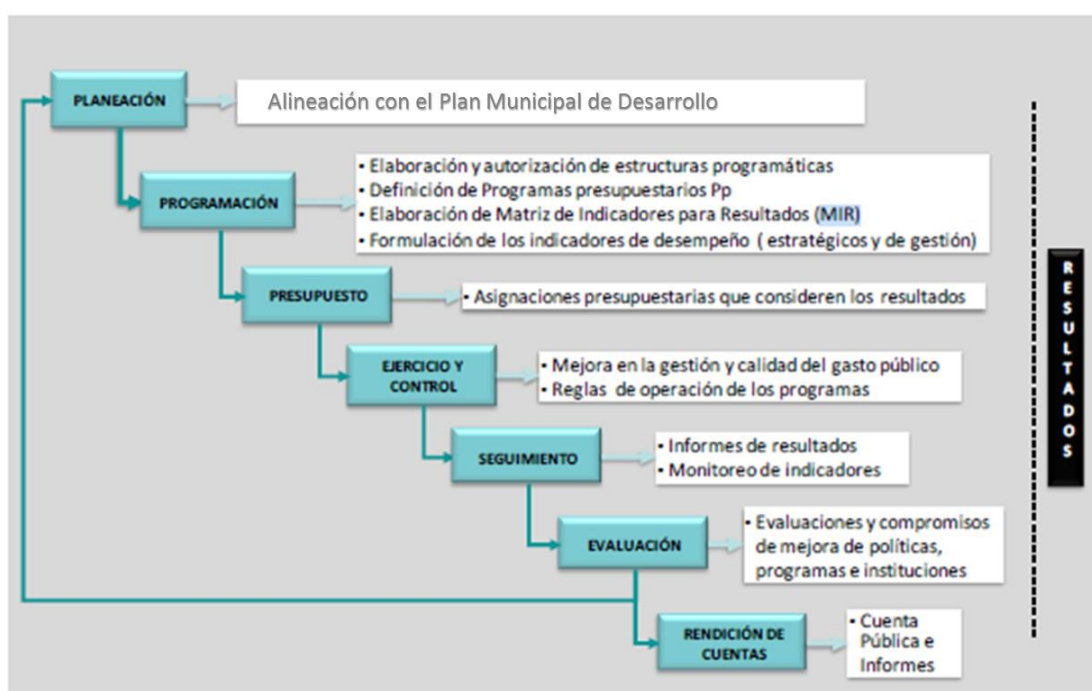 PLANEACIÓN
Alineación con el Plan Municipal de Desarrollo
PROGRAMACIÓN
• Elaboración y autorización de estructuras programáticas
• Definición de Programas presupuestarios Pp
• Elaboración de Matriz de Indicadores para Resultados (MIR)
• Formulación de los indicadores de desempeño ( estratégicos y de gestión)
PRESUPUESTO
• Asignaciones presupuestarias que consideren los resultados
EJERCICIO Y
CONTROL
• Mejora en la gestión y calidad del gasto público
• Reglas de operación de los programas
SEGUIMIENTO
• Informes de resultados
• Monitoreo de indicadores
EVALUACIÓN
• Evaluaciones y compromisos
de mejora de políticas,
programas e instituciones
RENDICIÓN DE
CUENTAS
• Cuenta
Pública e
Informes
RESULTADOS